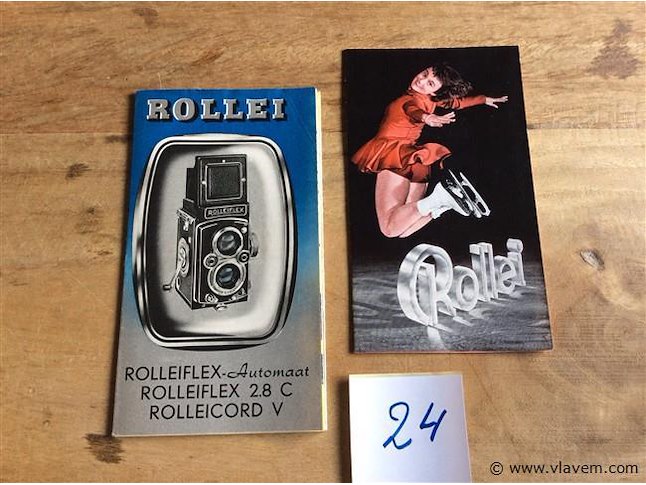 ROLLEI
ROLLEIFLEX
ROLLEIFLEX-Automaat
ROLLEIFLEX 2.8 C
ROLLEICORD V
Rollei
24
© www.vlavem.com